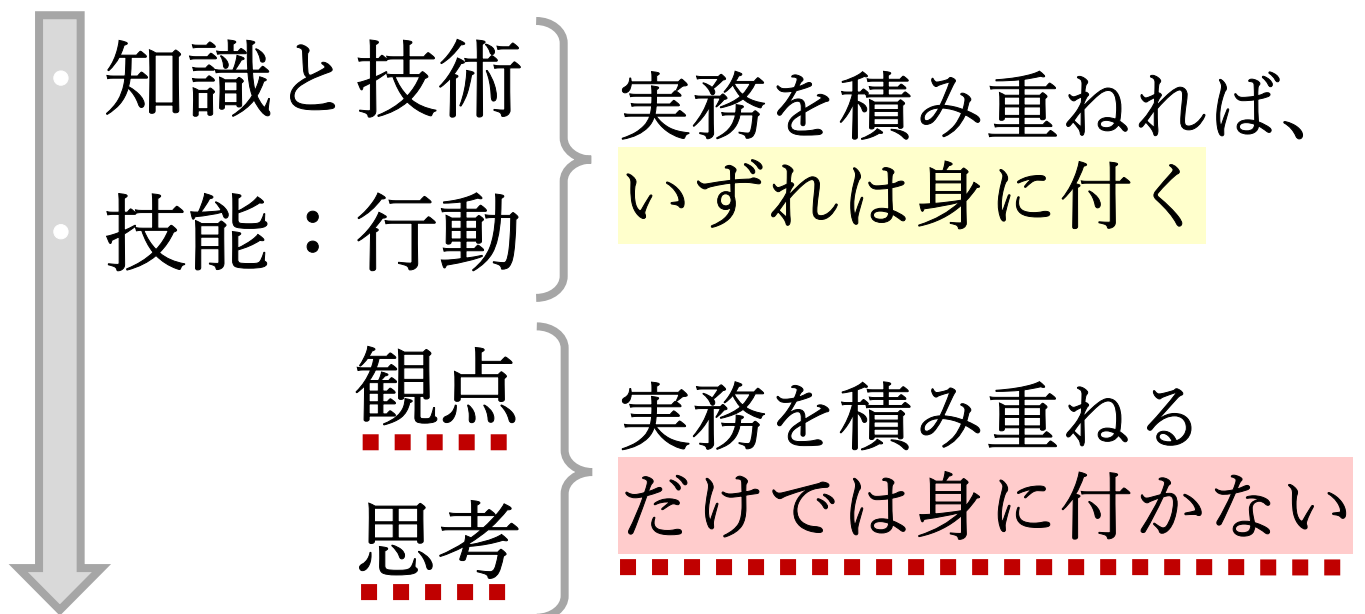 知識と技術
技能：行動
実務を積み重ねれば、
いずれは身に付く
観点
思考
実務を積み重ねる
だけでは身に付かない